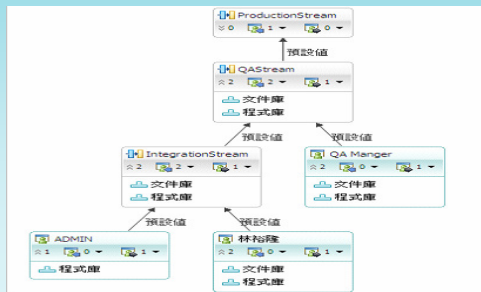 ProductionStream
0 1 0
預設值
QAStream
2 2 1
文件庫
程式庫
預設值 預設值
IntegrationStream
2 2 1
文件庫
程式庫
QA Manger
2 0 1
文件庫
程式庫
預設值 預設值
ADMIN
1 0 1
程式庫
林裕隆
2 0 1
文件庫
程式庫